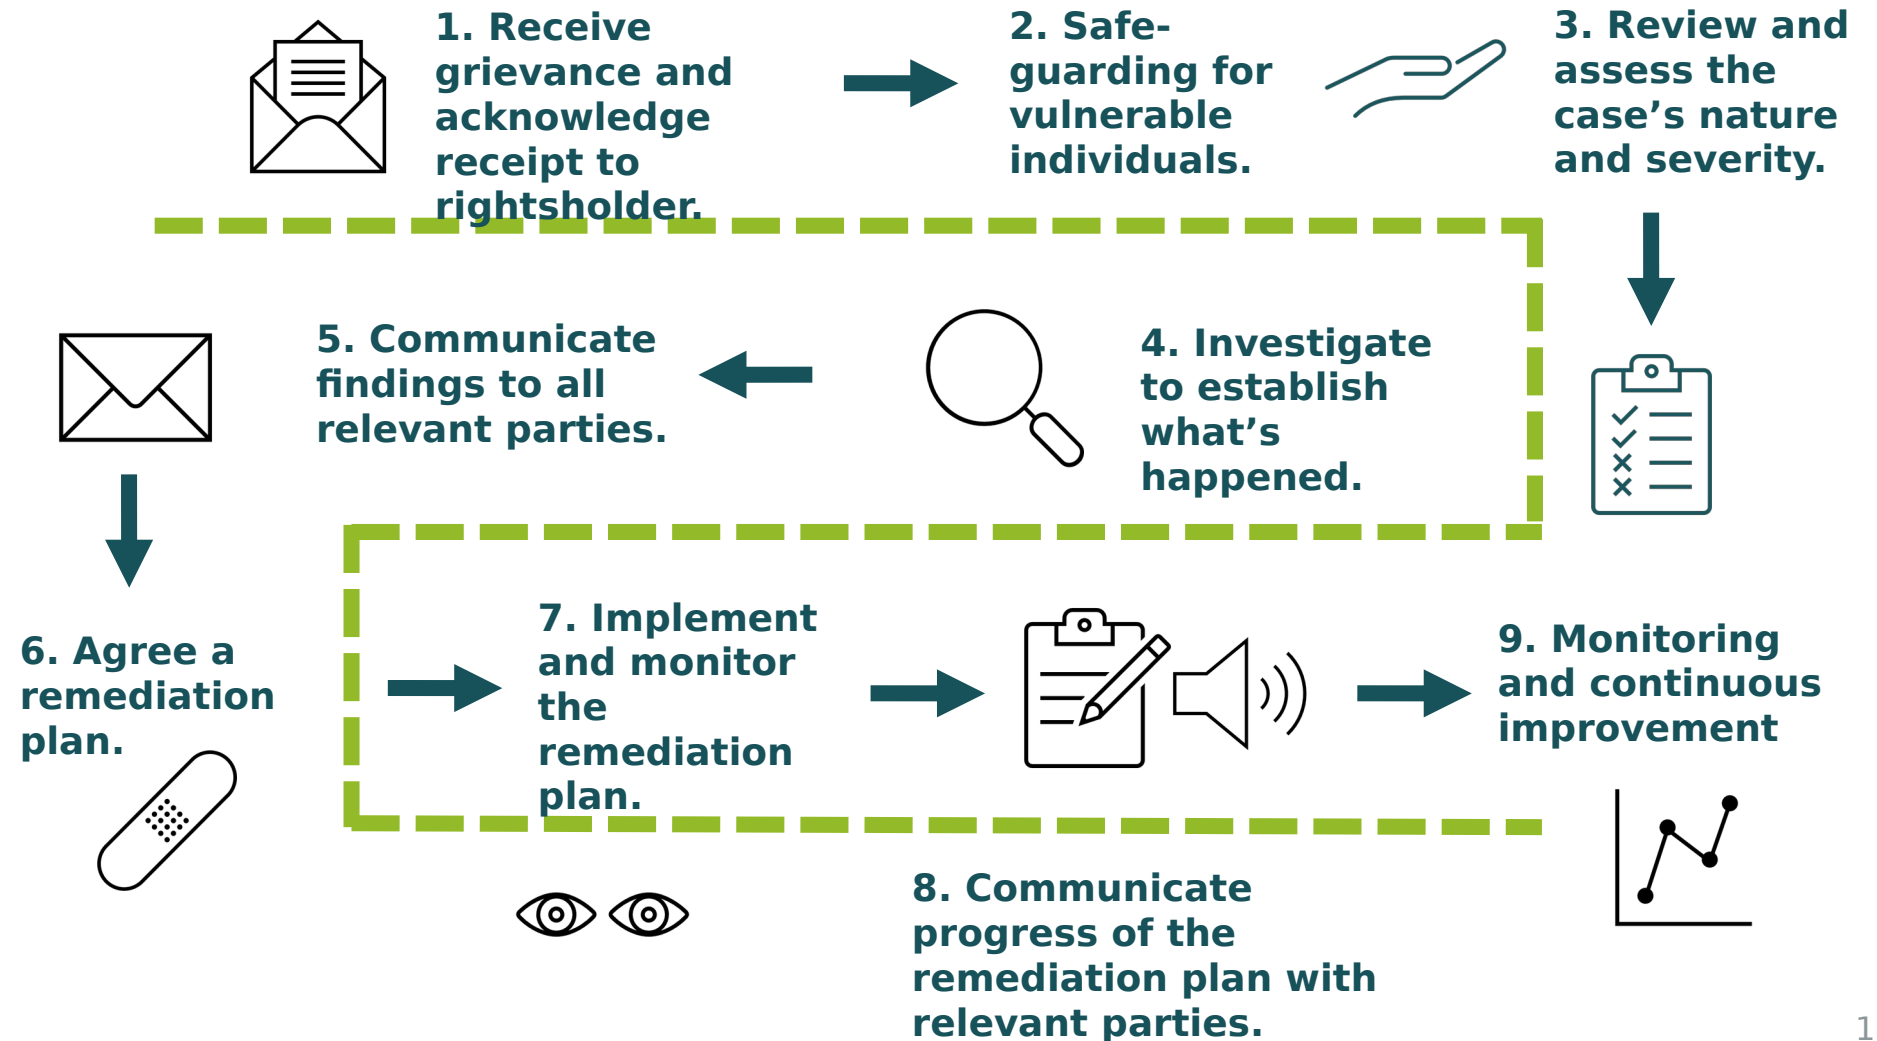 1. Receive
grievance and
acknowledge
receipt to
rightsholder.
2. Safe-
guarding for
vulnerable
individuals.
3. Review and
assess the
case’s nature
and severity.
4. Investigate
to establish
what’s
happened.
5. Communicate
findings to all
relevant parties.
6. Agree a
remediation
plan.
7. Implement
and monitor
the
remediation
plan.
8. Communicate
progress of the
remediation plan with
relevant parties.
9. Monitoring
and continuous
improvement
1